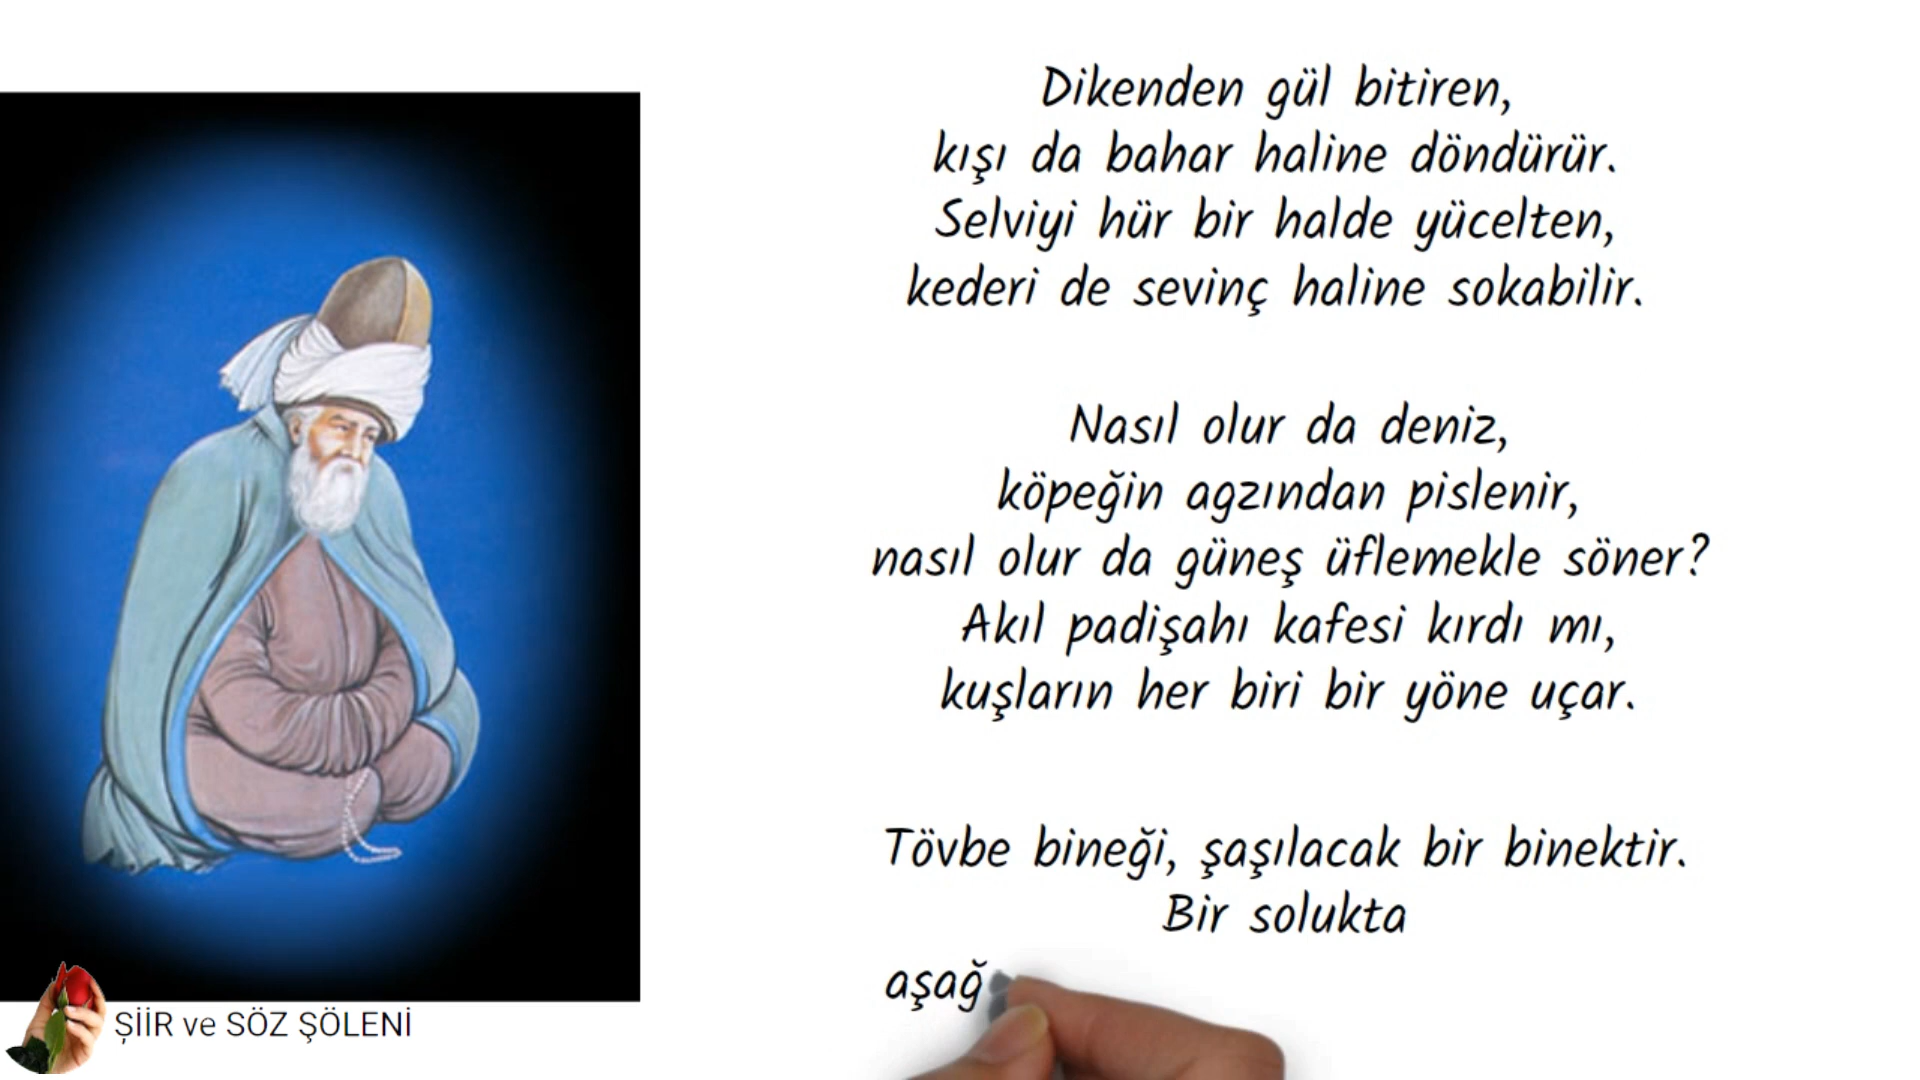 Dikenden gül bitiren,
kışı da bahar haline döndürür.
Selviyi hür bir halde yücelten,
kederi de sevinç haline sokabilir.
Nasıl olur da deniz,
köpeğin agzından pislenir,
nasıl olur da güneş üflemekle söner?
Akıl padişahı kafesi kırdı mı,
kuşların her biri bir yöne uçar.
Tövbe bineği, şaşılacak bir binektir.
Bir solukta
aşağ
ŞİİR ve SÖZ ŞÖLENİ